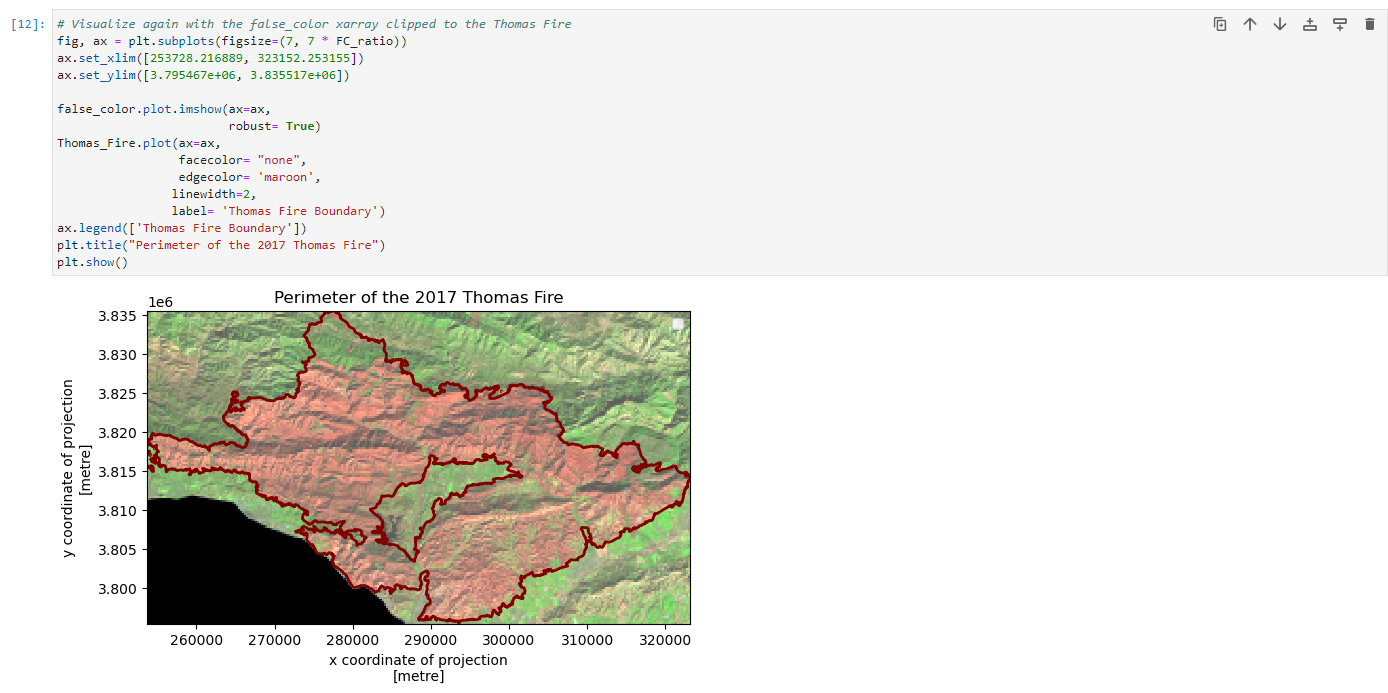 [12]: # Visualize again with the false_color xarray clipped to the Thomas Fire
fig, ax = plt.subplots(figsize=(7, 7 * FC_ratio))
ax.set_xlim([253728.216889, 323152.253155])
ax.set_ylim([3.795467e+06, 3.835517e+06])
false_color.plot.imshow(ax=ax,
robust= True)
Thomas_Fire.plot(ax=ax,
facecolor= "none",
edgecolor= 'maroon',
linewidth=2,
label= 'Thomas Fire Boundary')
ax.legend(['Thomas Fire Boundary'])
plt.title("Perimeter of the 2017 Thomas Fire")
plt.show()
Perimeter of the 2017 Thomas Fire
1e6
3.835
3.830
3.825
3.820
3.815
3.810
3.805
3.800
y coordinate of projection
[metre]
260000 270000 280000 290000 300000 310000 320000
x coordinate of projection
[metre]